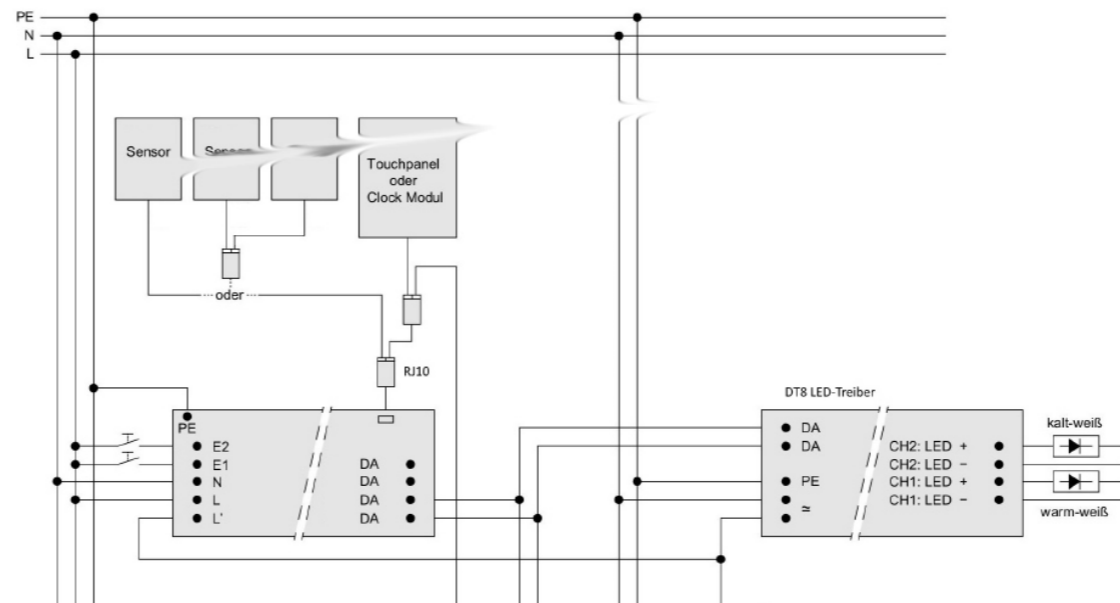 PE
N
L
Sensor
Touchpanel
oder
Clock Modul
oder
RJ10
PE
E2
E1
N
L
L'
DA
DA
DA
DA
DT8 LED-Treiber
DA
DA
PE
≃
CH2: LED +
CH2: LED –
CH1: LED +
CH1: LED –
kalt-weiß
warm-weiß